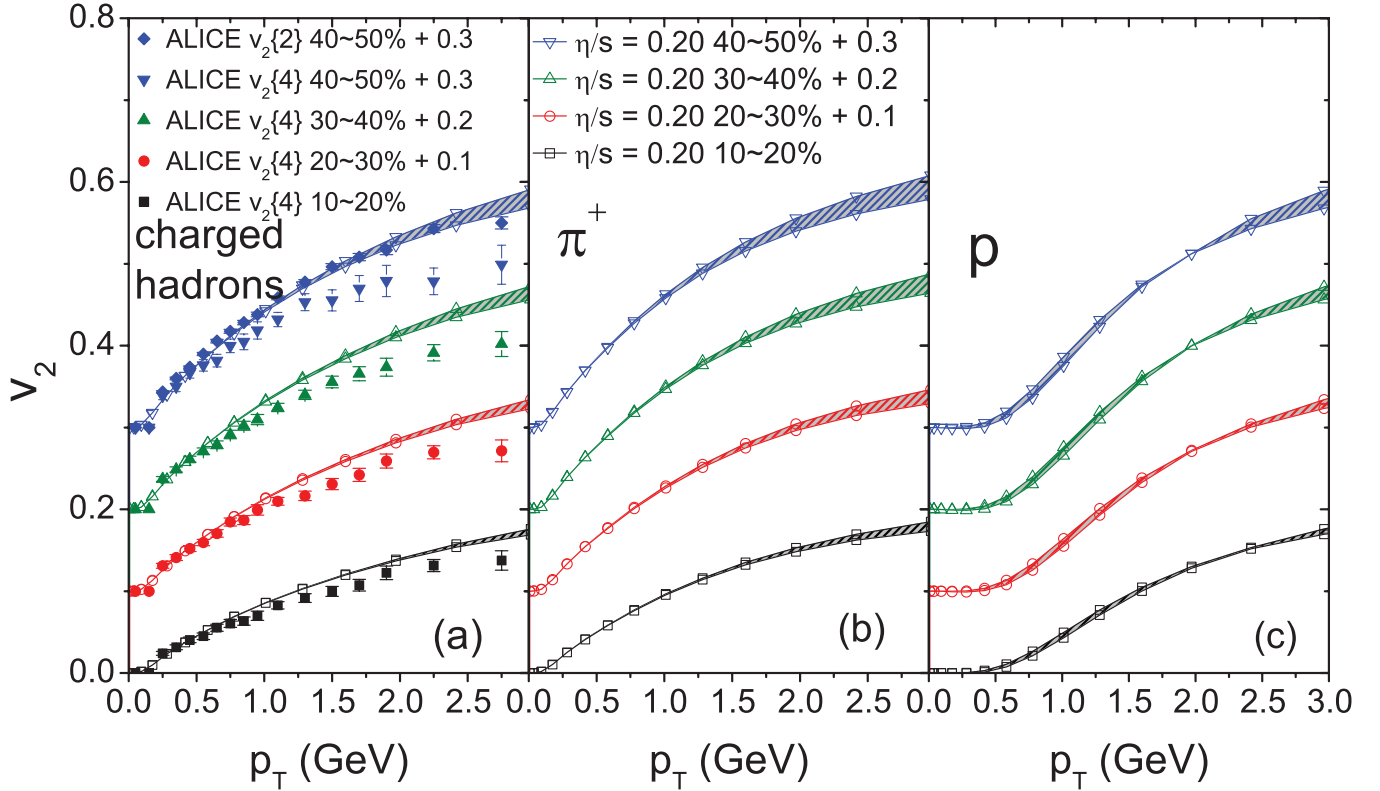 v₂
0.8
0.6
0.4
0.2
0.0
ALICE v₂{2} 40~50% + 0.3
ALICE v₂{4} 40~50% + 0.3
ALICE v₂{4} 30~40% + 0.2
ALICE v₂{4} 20~30% + 0.1
ALICE v₂{4} 10~20%
charged
hadrons
(a)
η/s = 0.20 40~50% + 0.3
η/s = 0.20 30~40% + 0.2
η/s = 0.20 20~30% + 0.1
η/s = 0.20 10~20%
π⁺
(b)
p
(c)
0.0 0.5 1.0 1.5 2.0 2.5 0.0 0.5 1.0 1.5 2.0 2.5 0.0 0.5 1.0 1.5 2.0 2.5 3.0
p_T (GeV) p_T (GeV) p_T (GeV)